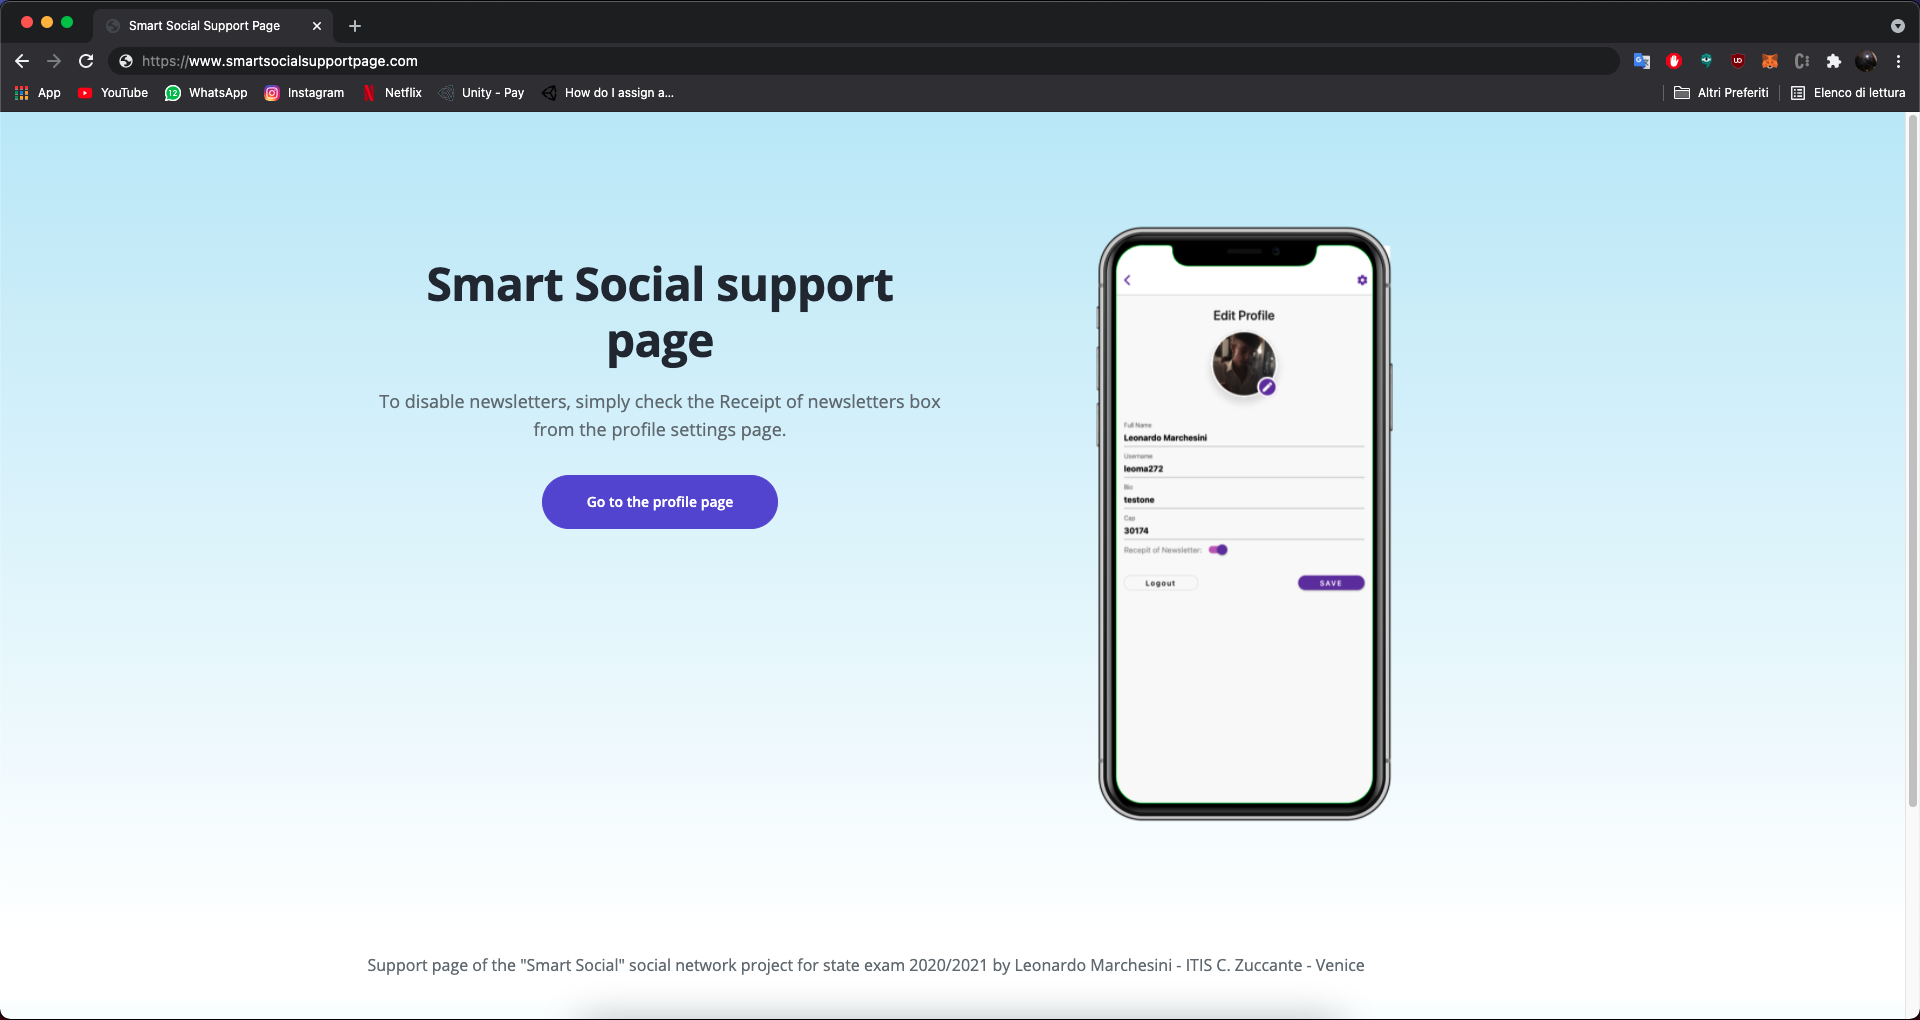 Smart Social Support Page
https://www.smartsocialsupportpage.com
App YouTube 12 WhatsApp Instagram Netflix Unity - Pay How do I assign a... Altri Preferiti Elenco di lettura
Smart Social support
page
To disable newsletters, simply check the Receipt of newsletters box
from the profile settings page.
Go to the profile page
Edit Profile
Full Name
Leonardo Marchesini
Username
leoma272
Bio
testone
Cap
30174
Recepit of Newsletter:
Logout SAVE
Support page of the "Smart Social" social network project for state exam 2020/2021 by Leonardo Marchesini - ITIS C. Zuccante - Venice